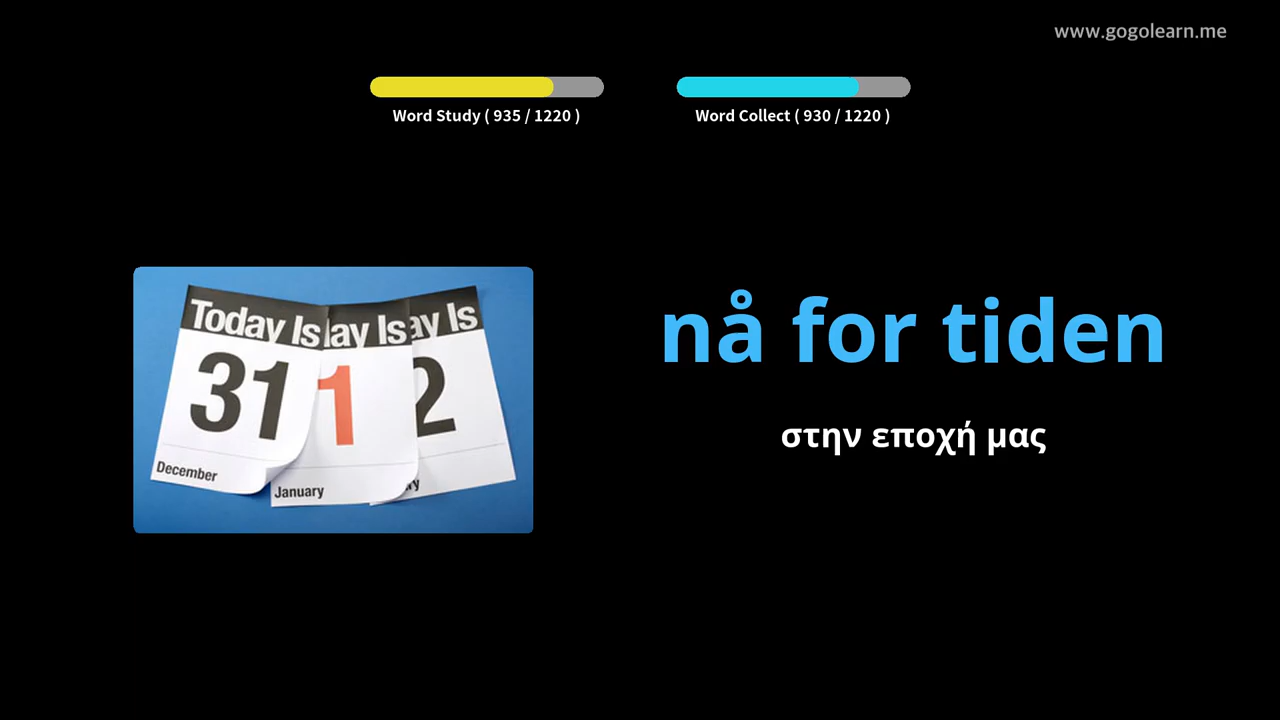 www.gogolearn.me
Word Study ( 935 / 1220 )
Word Collect ( 930 / 1220 )
Today Is
ay Is
ay Is
31
1
2
December
January
ry
nå for tiden
στην εποχή μας